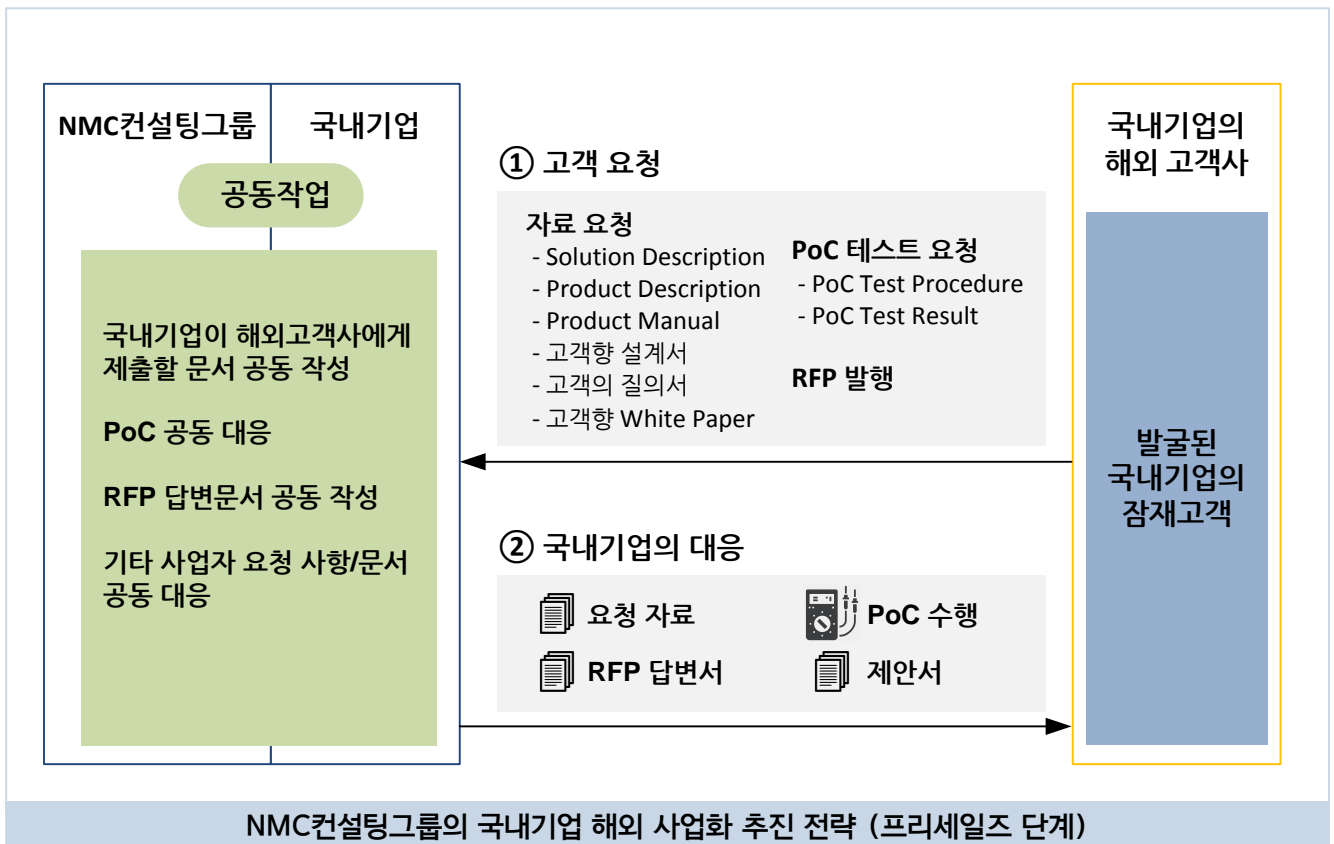 NMC컨설팅그룹
국내기업
공동작업
국내기업이 해외고객사에게
제출할 문서 공동 작성
PoC 공동 대응
RFP 답변문서 공동 작성
기타 사업자 요청 사항/문서
공동 대응
① 고객 요청
자료 요청
- Solution Description
- Product Description
- Product Manual
- 고객향 설계서
- 고객의 질의서
- 고객향 White Paper
PoC 테스트 요청
- PoC Test Procedure
- PoC Test Result
RFP 발행
② 국내기업의 대응
요청 자료
PoC 수행
RFP 답변서
제안서
국내기업의
해외 고객사
발굴된
국내기업의
잠재고객
NMC컨설팅그룹의 국내기업 해외 사업화 추진 전략 (프리세일즈 단계)